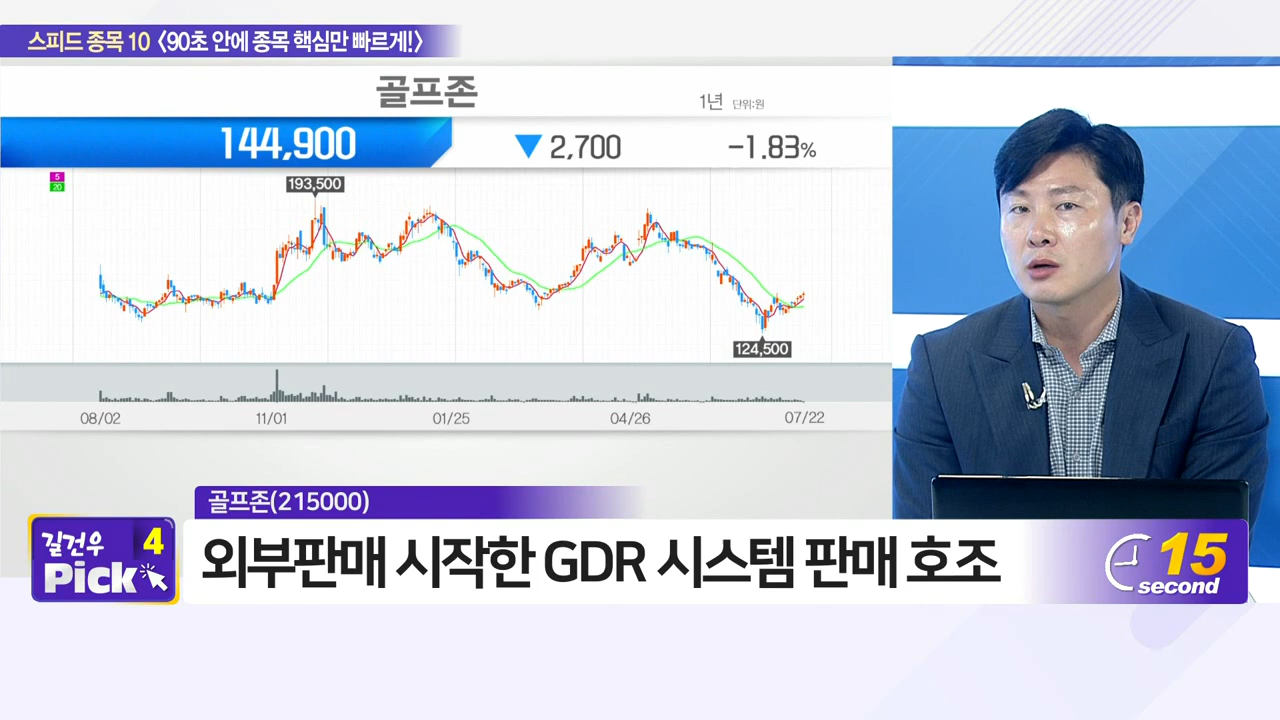 스피드 종목 10 〈90초 안에 종목 핵심만 빠르게!〉
골프존
1년 단위:원
144,900 ▼ 2,700 -1.83%
5
20
193,500
124,500
08/02 11/01 01/25 04/26 07/22
골프존(215000)
길건우 4
Pick
외부판매 시작한 GDR 시스템 판매 호조
15
second